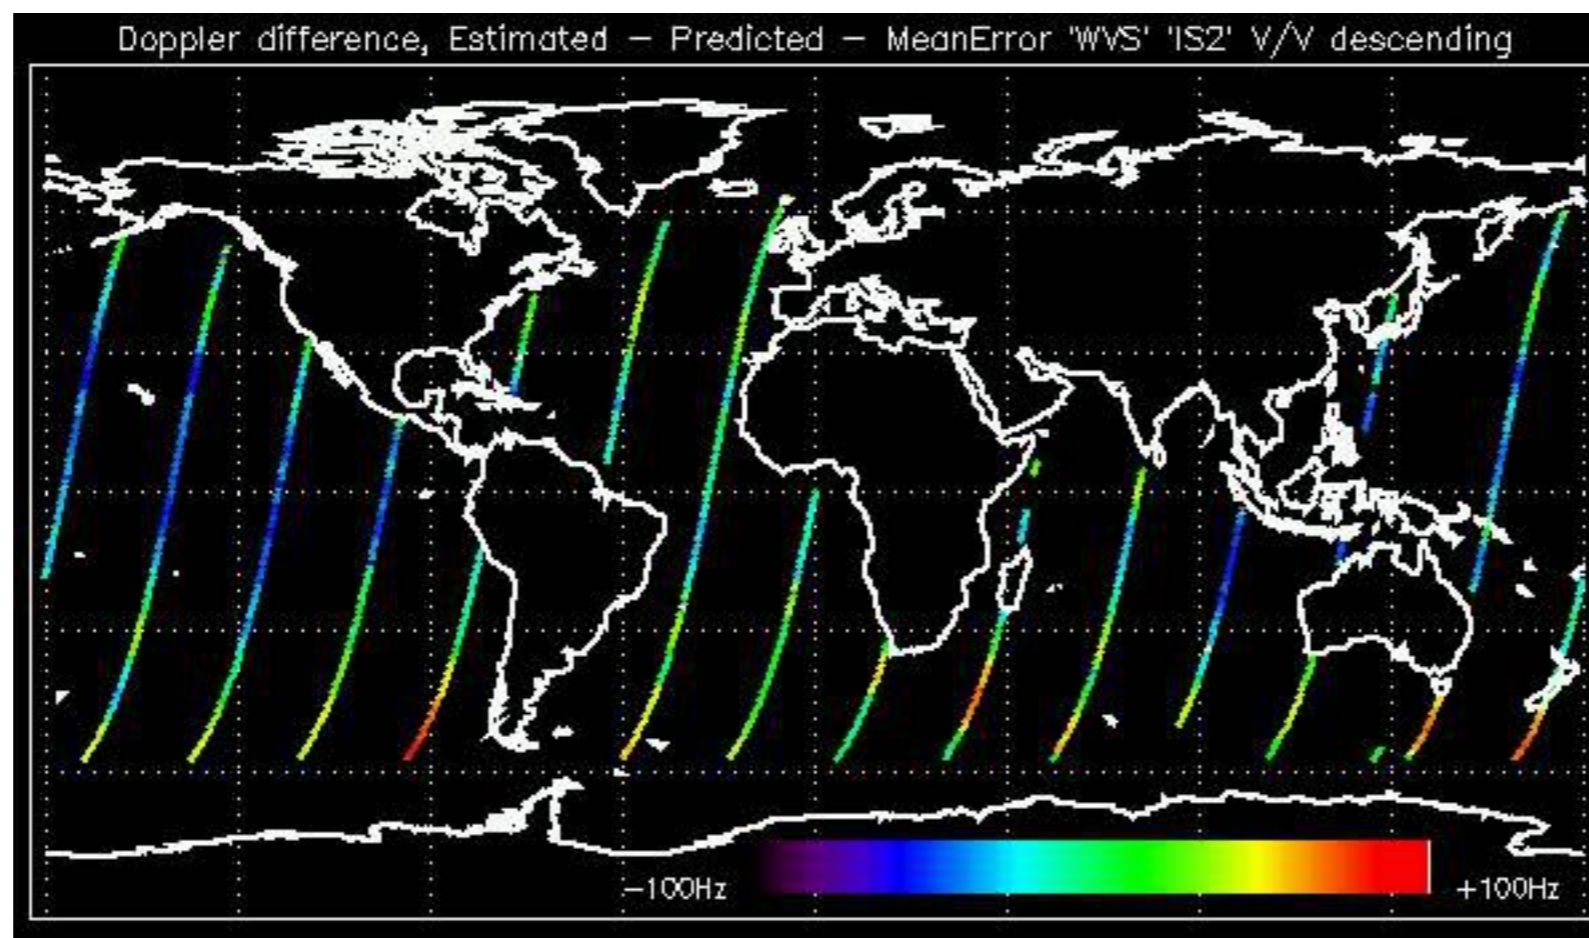 Doppler difference, Estimated – Predicted – MeanError 'WVS' 'IS2' V/V descending
–100Hz
+100Hz